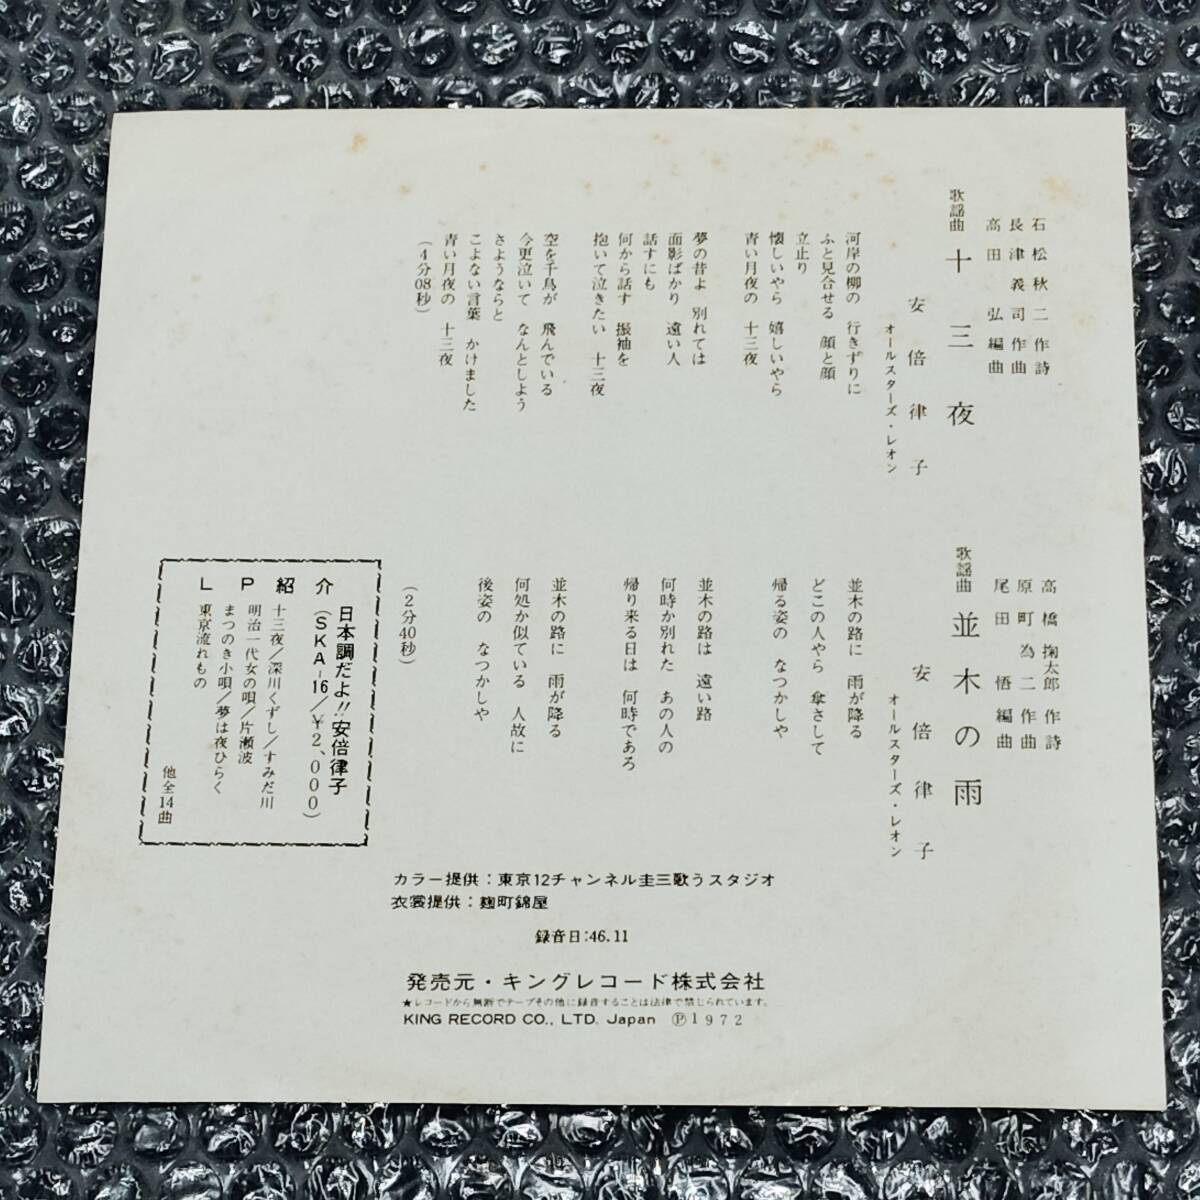 石松秋二 作詩
長津義司 作曲
高田 弘 編曲
歌謡曲 十三夜
安倍律子
オールスターズ・レオン
河岸の柳の 行きずりに
ふと見合せる 顔と顔
立止り
懐しいやら 嬉しいやら
青い月夜の 十三夜
夢の昔よ 別れては
面影ばかり 遠い人
話すにも
何から話す 振袖を
抱いて泣きたい 十三夜
空を千鳥が 飛んでいる
今更泣いて なんとしよう
さようならと
こよない言葉 かけました
青い月夜の 十三夜
(4分08秒)
高橋掬太郎 作詩
原町為二 作曲
尾田 悟 編曲
歌謡曲 並木の雨
安倍律子
オールスターズ・レオン
並木の路に 雨が降る
どこの人やら 傘さして
帰る姿の なつかしや
並木の路は 遠い路
何時か別れた あの人の
帰り来る日は 何時であろ
並木の路に 雨が降る
何処か似ている 人故に
後姿の なつかしや
(2分40秒)
LP紹介
日本調だよ!!安倍律子
(SKA-16/¥2,000)
十三夜/深川くずし/すみだ川
明治一代女の唄/片瀬波
まつのき小唄/夢は夜ひらく
東京流れもの
他全14曲
カラー提供:東京12チャンネル圭三歌うスタジオ
衣裳提供:麹町錦屋
録音日:46.11
発売元・キングレコード株式会社
★レコードから無断でテープその他に録音することは法律で禁じられています。
KING RECORD CO., LTD. Japan Ⓟ1972